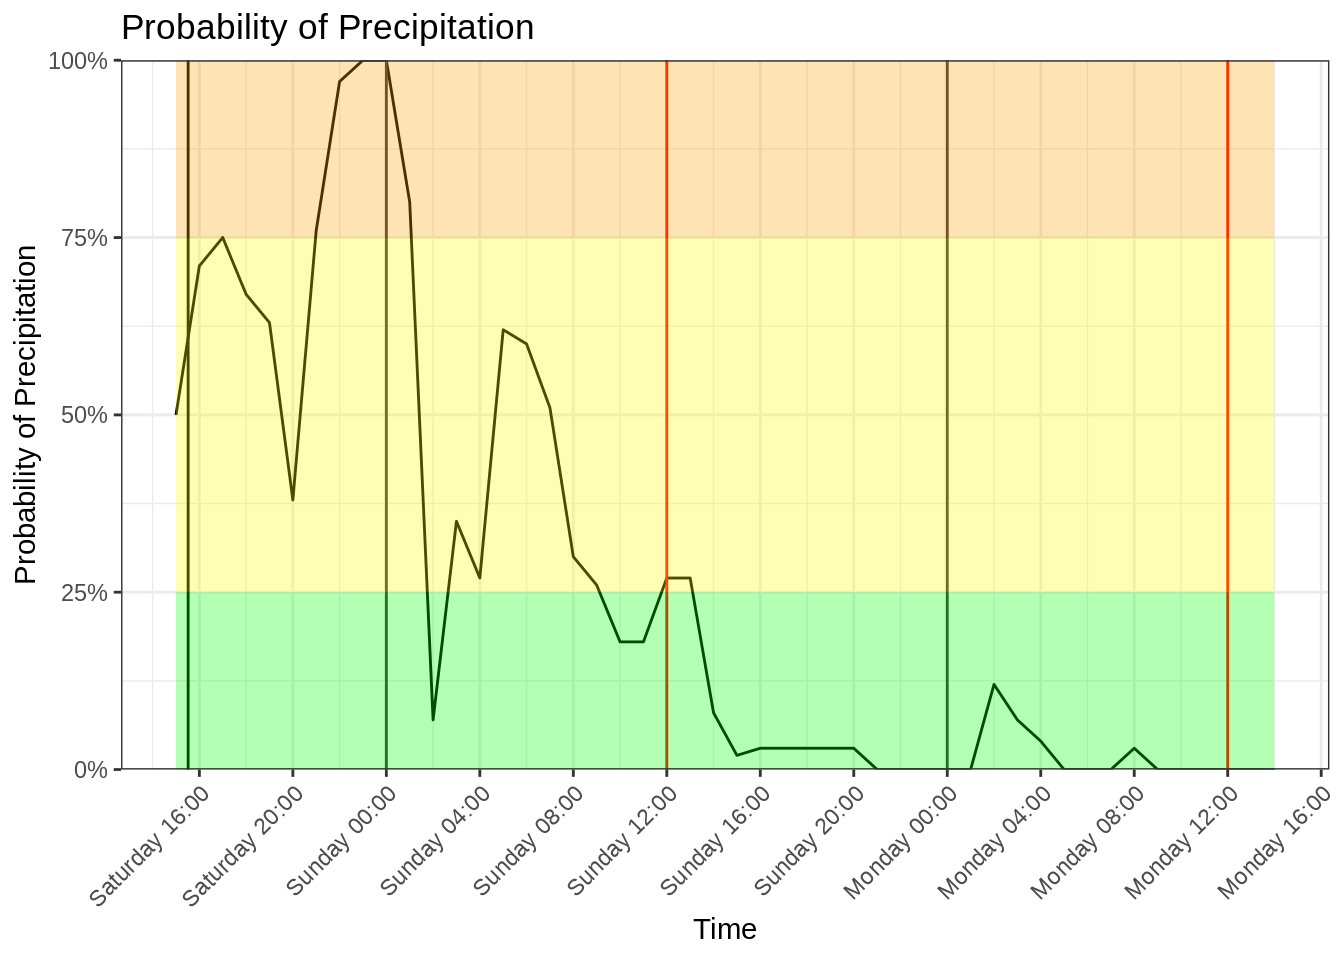 Probability of Precipitation
Probability of Precipitation
100%
75%
50%
25%
0%
Saturday 16:00
Saturday 20:00
Sunday 00:00
Sunday 04:00
Sunday 08:00
Sunday 12:00
Sunday 16:00
Sunday 20:00
Monday 00:00
Monday 04:00
Monday 08:00
Monday 12:00
Monday 16:00
Time